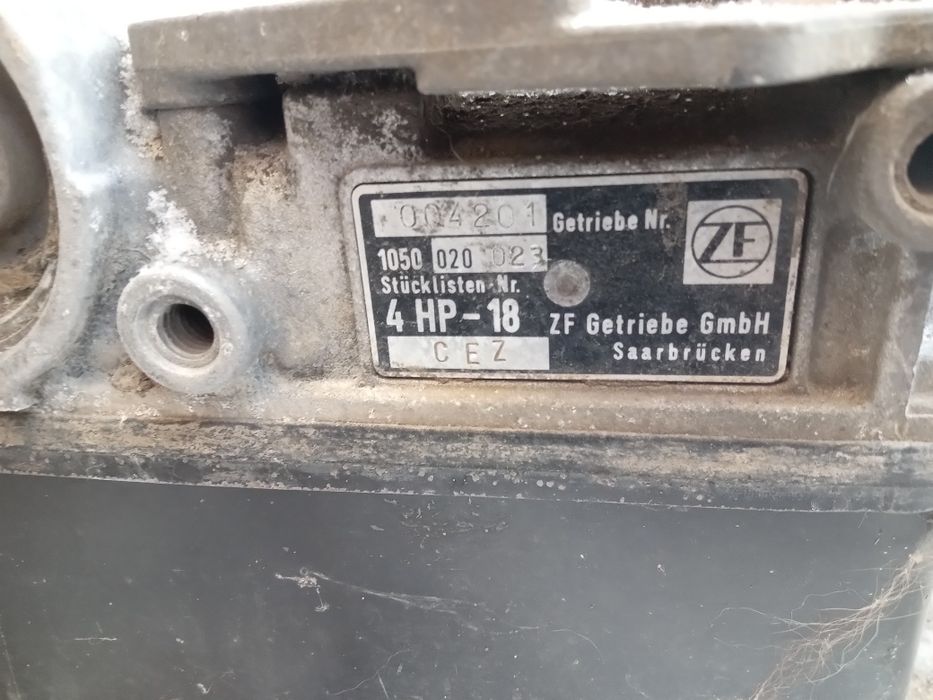 004201 Getriebe Nr. ZF
1050 020 023
Stücklisten-Nr.
4 HP-18 ZF Getriebe GmbH
CEZ Saarbrücken